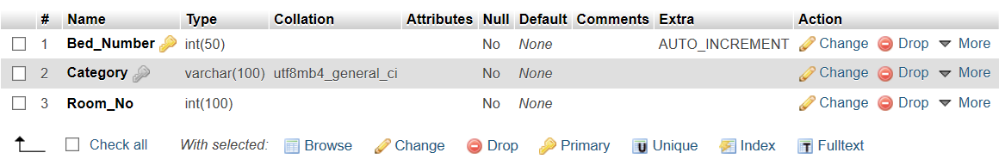 # Name Type Collation Attributes Null Default Comments Extra Action
1 Bed_Number int(50) No None AUTO_INCREMENT Change Drop More
2 Category varchar(100) utf8mb4_general_ci No None Change Drop More
3 Room_No int(100) No None Change Drop More
Check all With selected: Browse Change Drop Primary Unique Index Fulltext